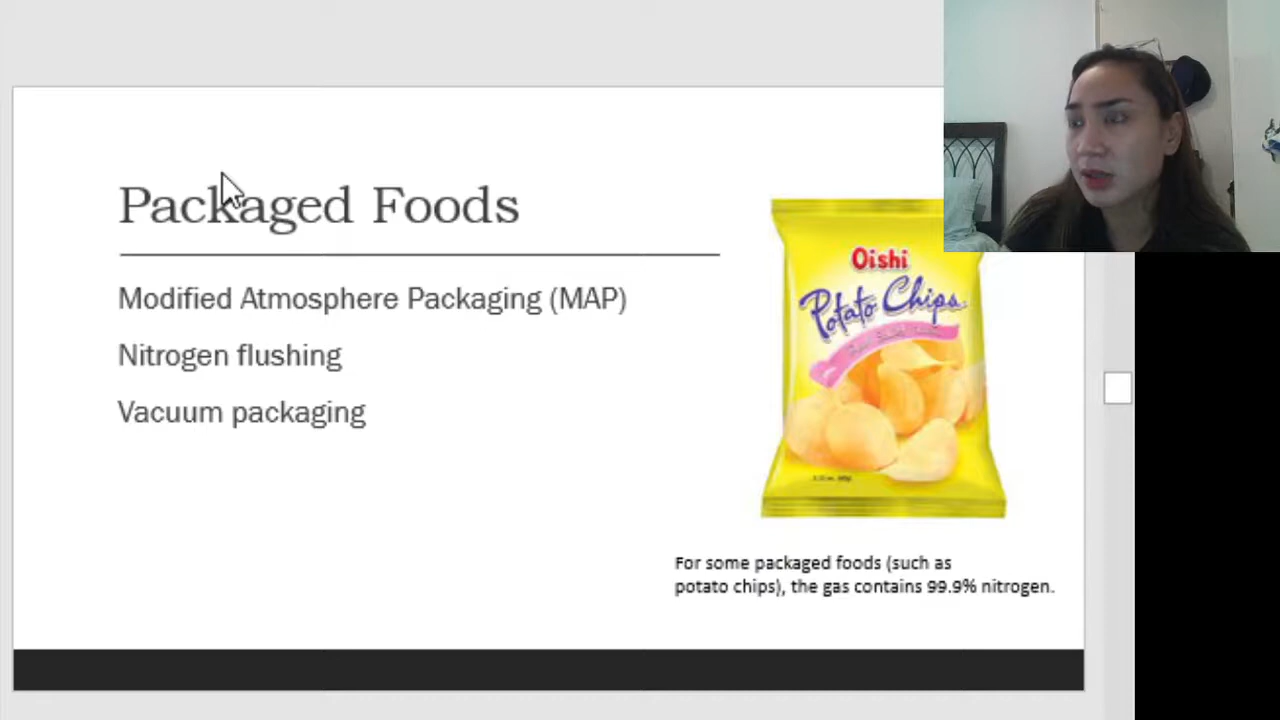 Packaged Foods
Modified Atmosphere Packaging (MAP)
Nitrogen flushing
Vacuum packaging
Oishi
Potato Chips
For some packaged foods (such as
potato chips), the gas contains 99.9% nitrogen.